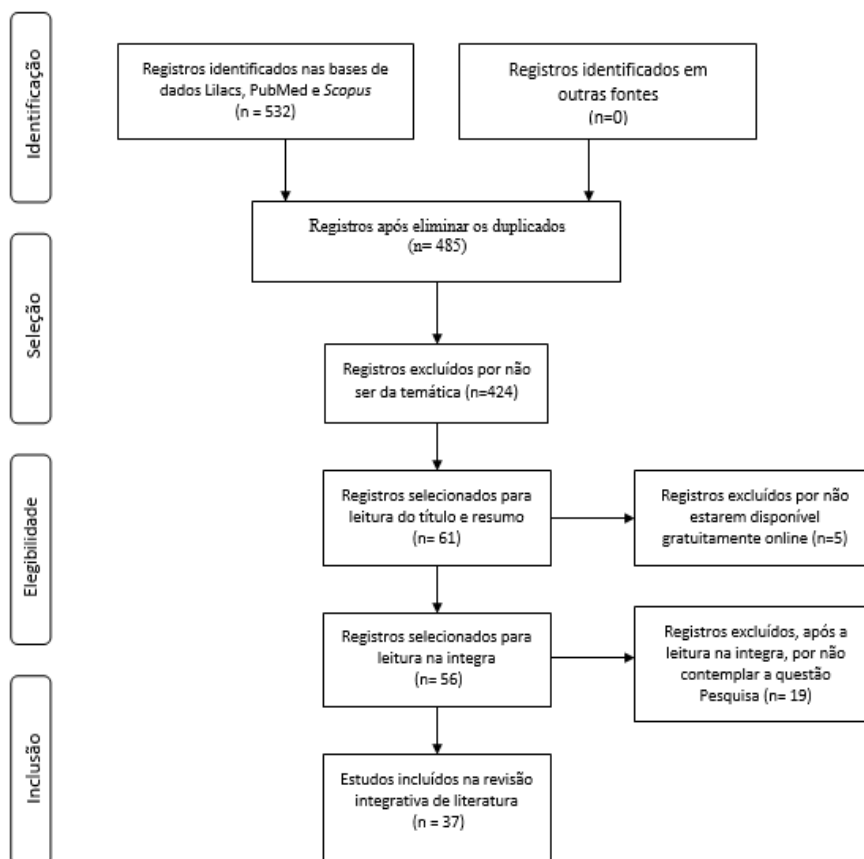 Identificação
Registros identificados nas bases de
dados Lilacs, PubMed e Scopus
(n = 532)
Registros identificados em
outras fontes
(n=0)
Registros após eliminar os duplicados
(n= 485)
Seleção
Registros excluídos por não
ser da temática (n=424)
Elegibilidade
Registros selecionados para
leitura do título e resumo
(n= 61)
Registros excluídos por não
estarem disponível
gratuitamente online (n=5)
Registros selecionados para
leitura na integra
(n= 56)
Registros excluídos, após a
leitura na integra, por não
contemplar a questão
Pesquisa (n= 19)
Inclusão
Estudos incluídos na revisão
integrativa de literatura
(n = 37)